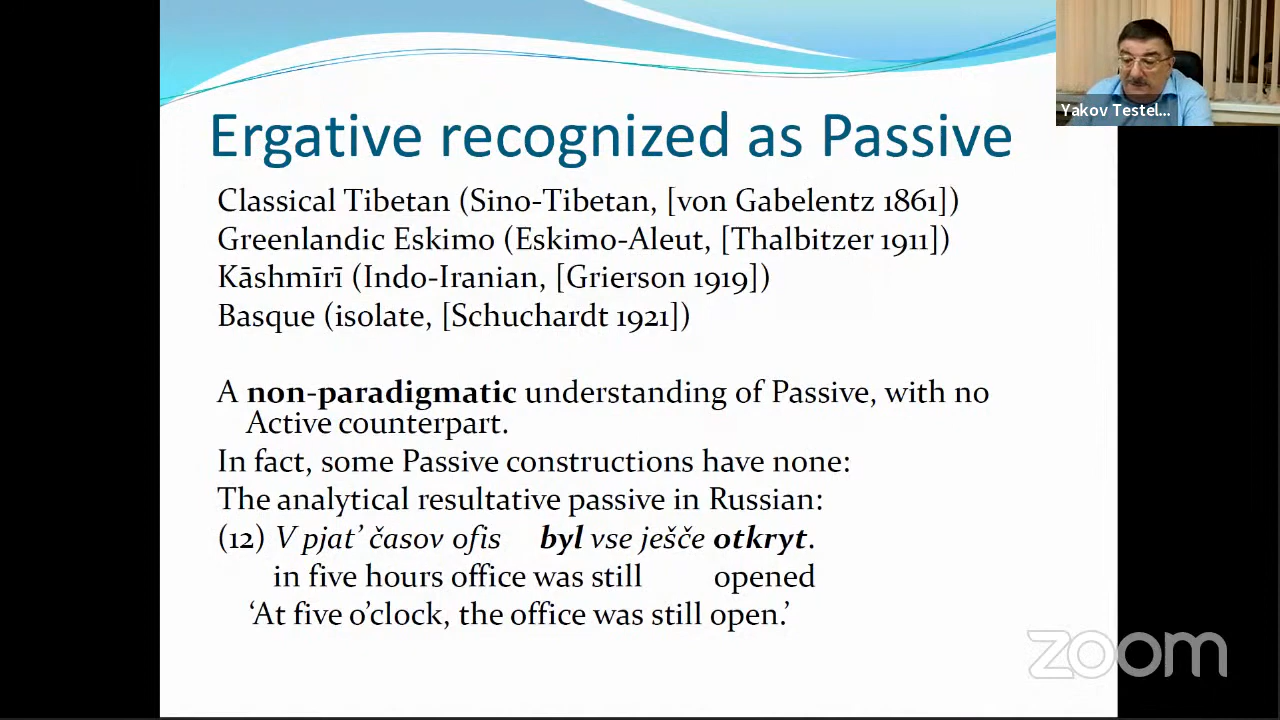 Yakov Testel...
Ergative recognized as Passive
Classical Tibetan (Sino-Tibetan, [von Gabelentz 1861])
Greenlandic Eskimo (Eskimo-Aleut, [Thalbitzer 1911])
Kāshmīrī (Indo-Iranian, [Grierson 1919])
Basque (isolate, [Schuchardt 1921])
A non-paradigmatic understanding of Passive, with no
Active counterpart.
In fact, some Passive constructions have none:
The analytical resultative passive in Russian:
(12) V pjat’ časov ofis byl vse ješče otkryt.
in five hours office was still opened
‘At five o’clock, the office was still open.’
zoom